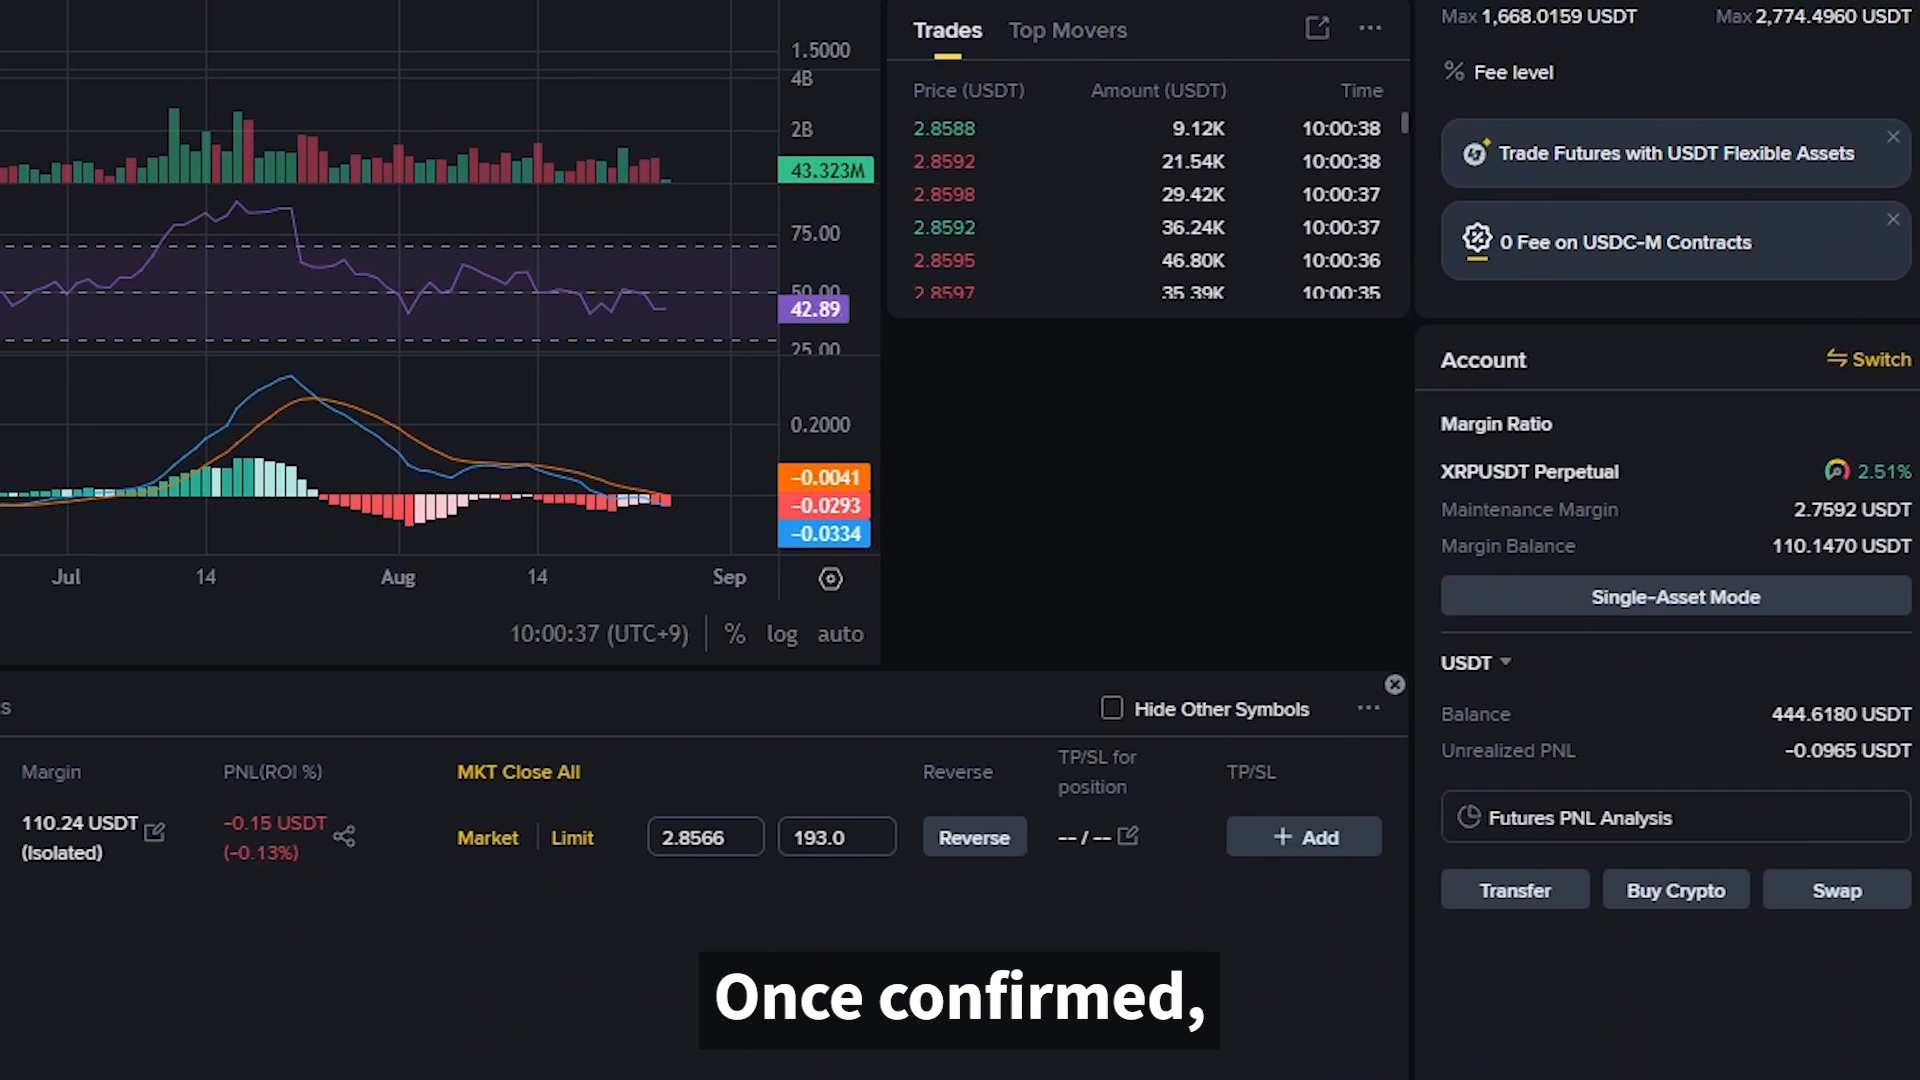 1.5000
4B
2B
43.323M
75.00
50.00
42.89
25.00
0.2000
−0.0041
−0.0293
−0.0334
Jul 14 Aug 14 Sep
10:00:37 (UTC+9) % log auto
Trades Top Movers
Price (USDT) Amount (USDT) Time
2.8588 9.12K 10:00:38
2.8592 21.54K 10:00:38
2.8598 29.42K 10:00:37
2.8592 36.24K 10:00:37
2.8595 46.80K 10:00:36
2.8597 35.39K 10:00:35
Max 1,668.0159 USDT Max 2,774.4960 USDT
% Fee level
Trade Futures with USDT Flexible Assets
0 Fee on USDC-M Contracts
Account Switch
Margin Ratio
XRPUSDT Perpetual 2.51%
Maintenance Margin 2.7592 USDT
Margin Balance 110.1470 USDT
Single-Asset Mode
USDT
Balance 444.6180 USDT
Unrealized PNL -0.0965 USDT
Futures PNL Analysis
Transfer Buy Crypto Swap
s
Hide Other Symbols
Margin PNL(ROI %) MKT Close All Reverse TP/SL for position TP/SL
110.24 USDT (Isolated) -0.15 USDT (-0.13%) Market Limit 2.8566 193.0 Reverse -- / -- + Add
Once confirmed,